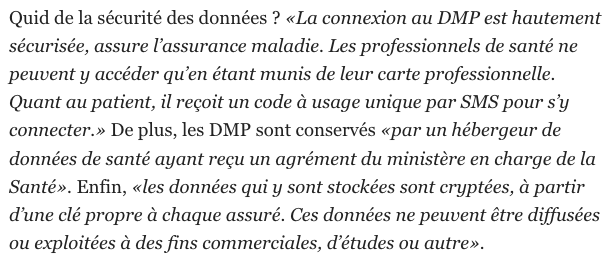 Quid de la sécurité des données ? «La connexion au DMP est hautement
sécurisée, assure l’assurance maladie. Les professionnels de santé ne
peuvent y accéder qu’en étant munis de leur carte professionnelle.
Quant au patient, il reçoit un code à usage unique par SMS pour s’y
connecter.» De plus, les DMP sont conservés «par un hébergeur de
données de santé ayant reçu un agrément du ministère en charge de la
Santé». Enfin, «les données qui y sont stockées sont cryptées, à partir
d’une clé propre à chaque assuré. Ces données ne peuvent être diffusées
ou exploitées à des fins commerciales, d’études ou autre».